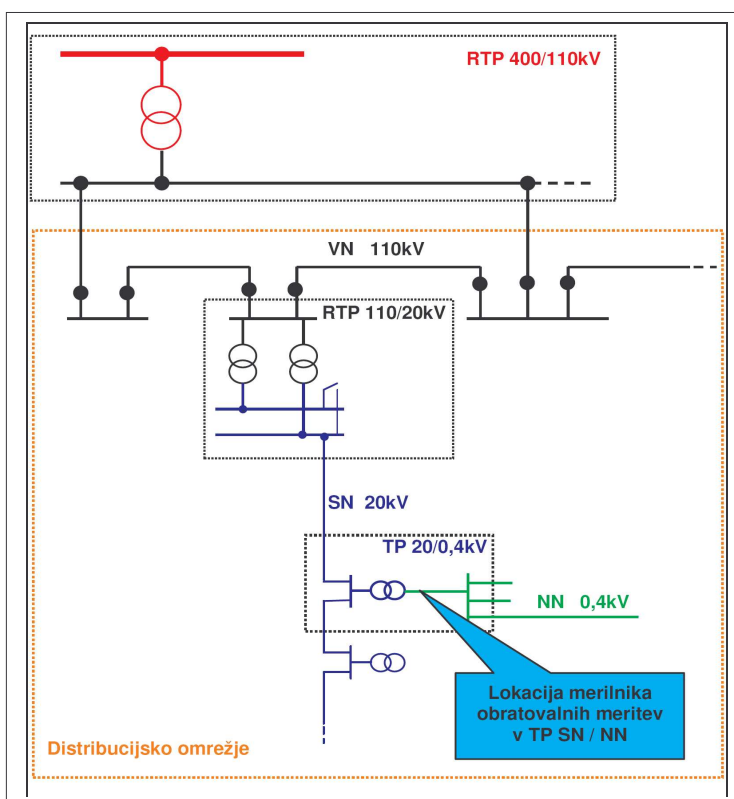 RTP 400/110kV
VN 110kV
RTP 110/20kV
SN 20kV
TP 20/0,4kV
NN 0,4kV
Lokacija merilnika
obratovalnih meritev
v TP SN / NN
Distribucijsko omrežje